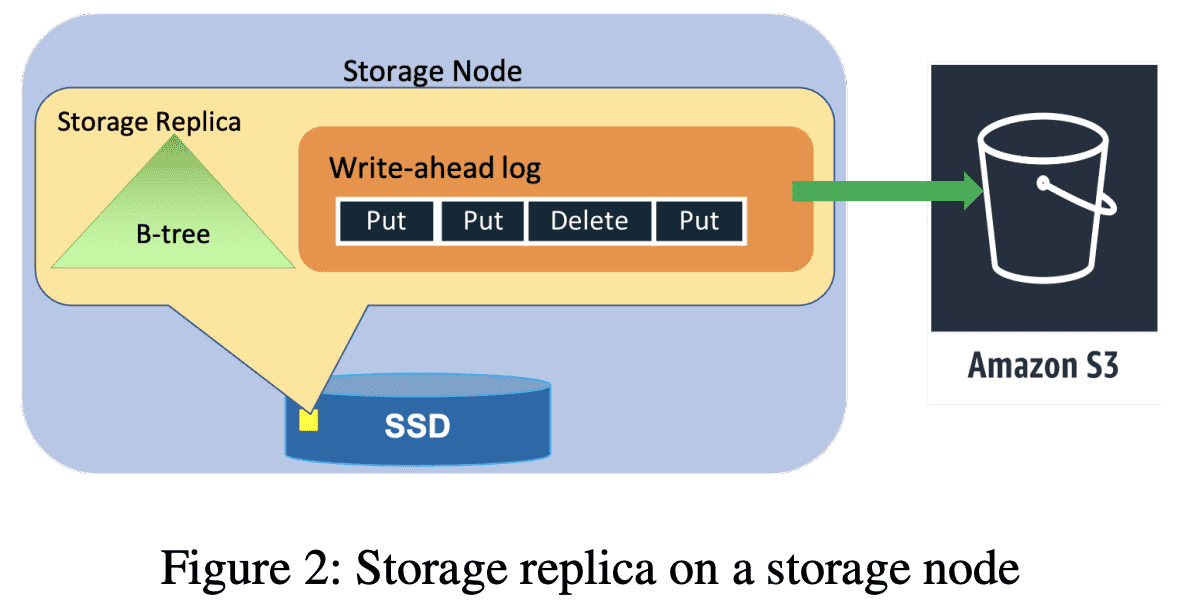 Storage Node
Storage Replica
B-tree
Write-ahead log
Put Put Delete Put
SSD
Amazon S3
Figure 2: Storage replica on a storage node